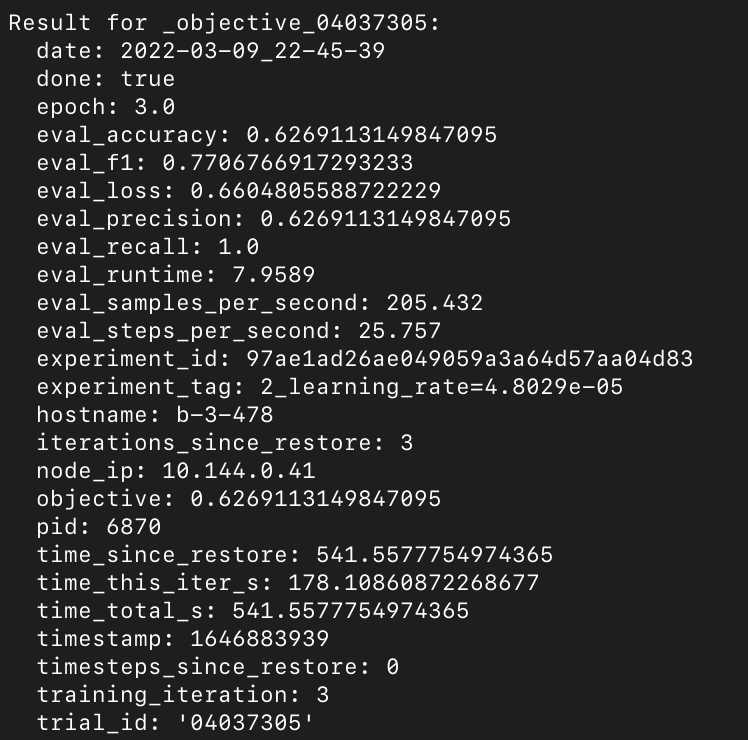 Result for _objective_04037305:
  date: 2022-03-09_22-45-39
  done: true
  epoch: 3.0
  eval_accuracy: 0.6269113149847095
  eval_f1: 0.7706766917293233
  eval_loss: 0.6604805588722229
  eval_precision: 0.6269113149847095
  eval_recall: 1.0
  eval_runtime: 7.9589
  eval_samples_per_second: 205.432
  eval_steps_per_second: 25.757
  experiment_id: 97ae1ad26ae049059a3a64d57aa04d83
  experiment_tag: 2_learning_rate=4.8029e-05
  hostname: b-3-478
  iterations_since_restore: 3
  node_ip: 10.144.0.41
  objective: 0.6269113149847095
  pid: 6870
  time_since_restore: 541.5577754974365
  time_this_iter_s: 178.10860872268677
  time_total_s: 541.5577754974365
  timestamp: 1646883939
  timesteps_since_restore: 0
  training_iteration: 3
  trial_id: '04037305'